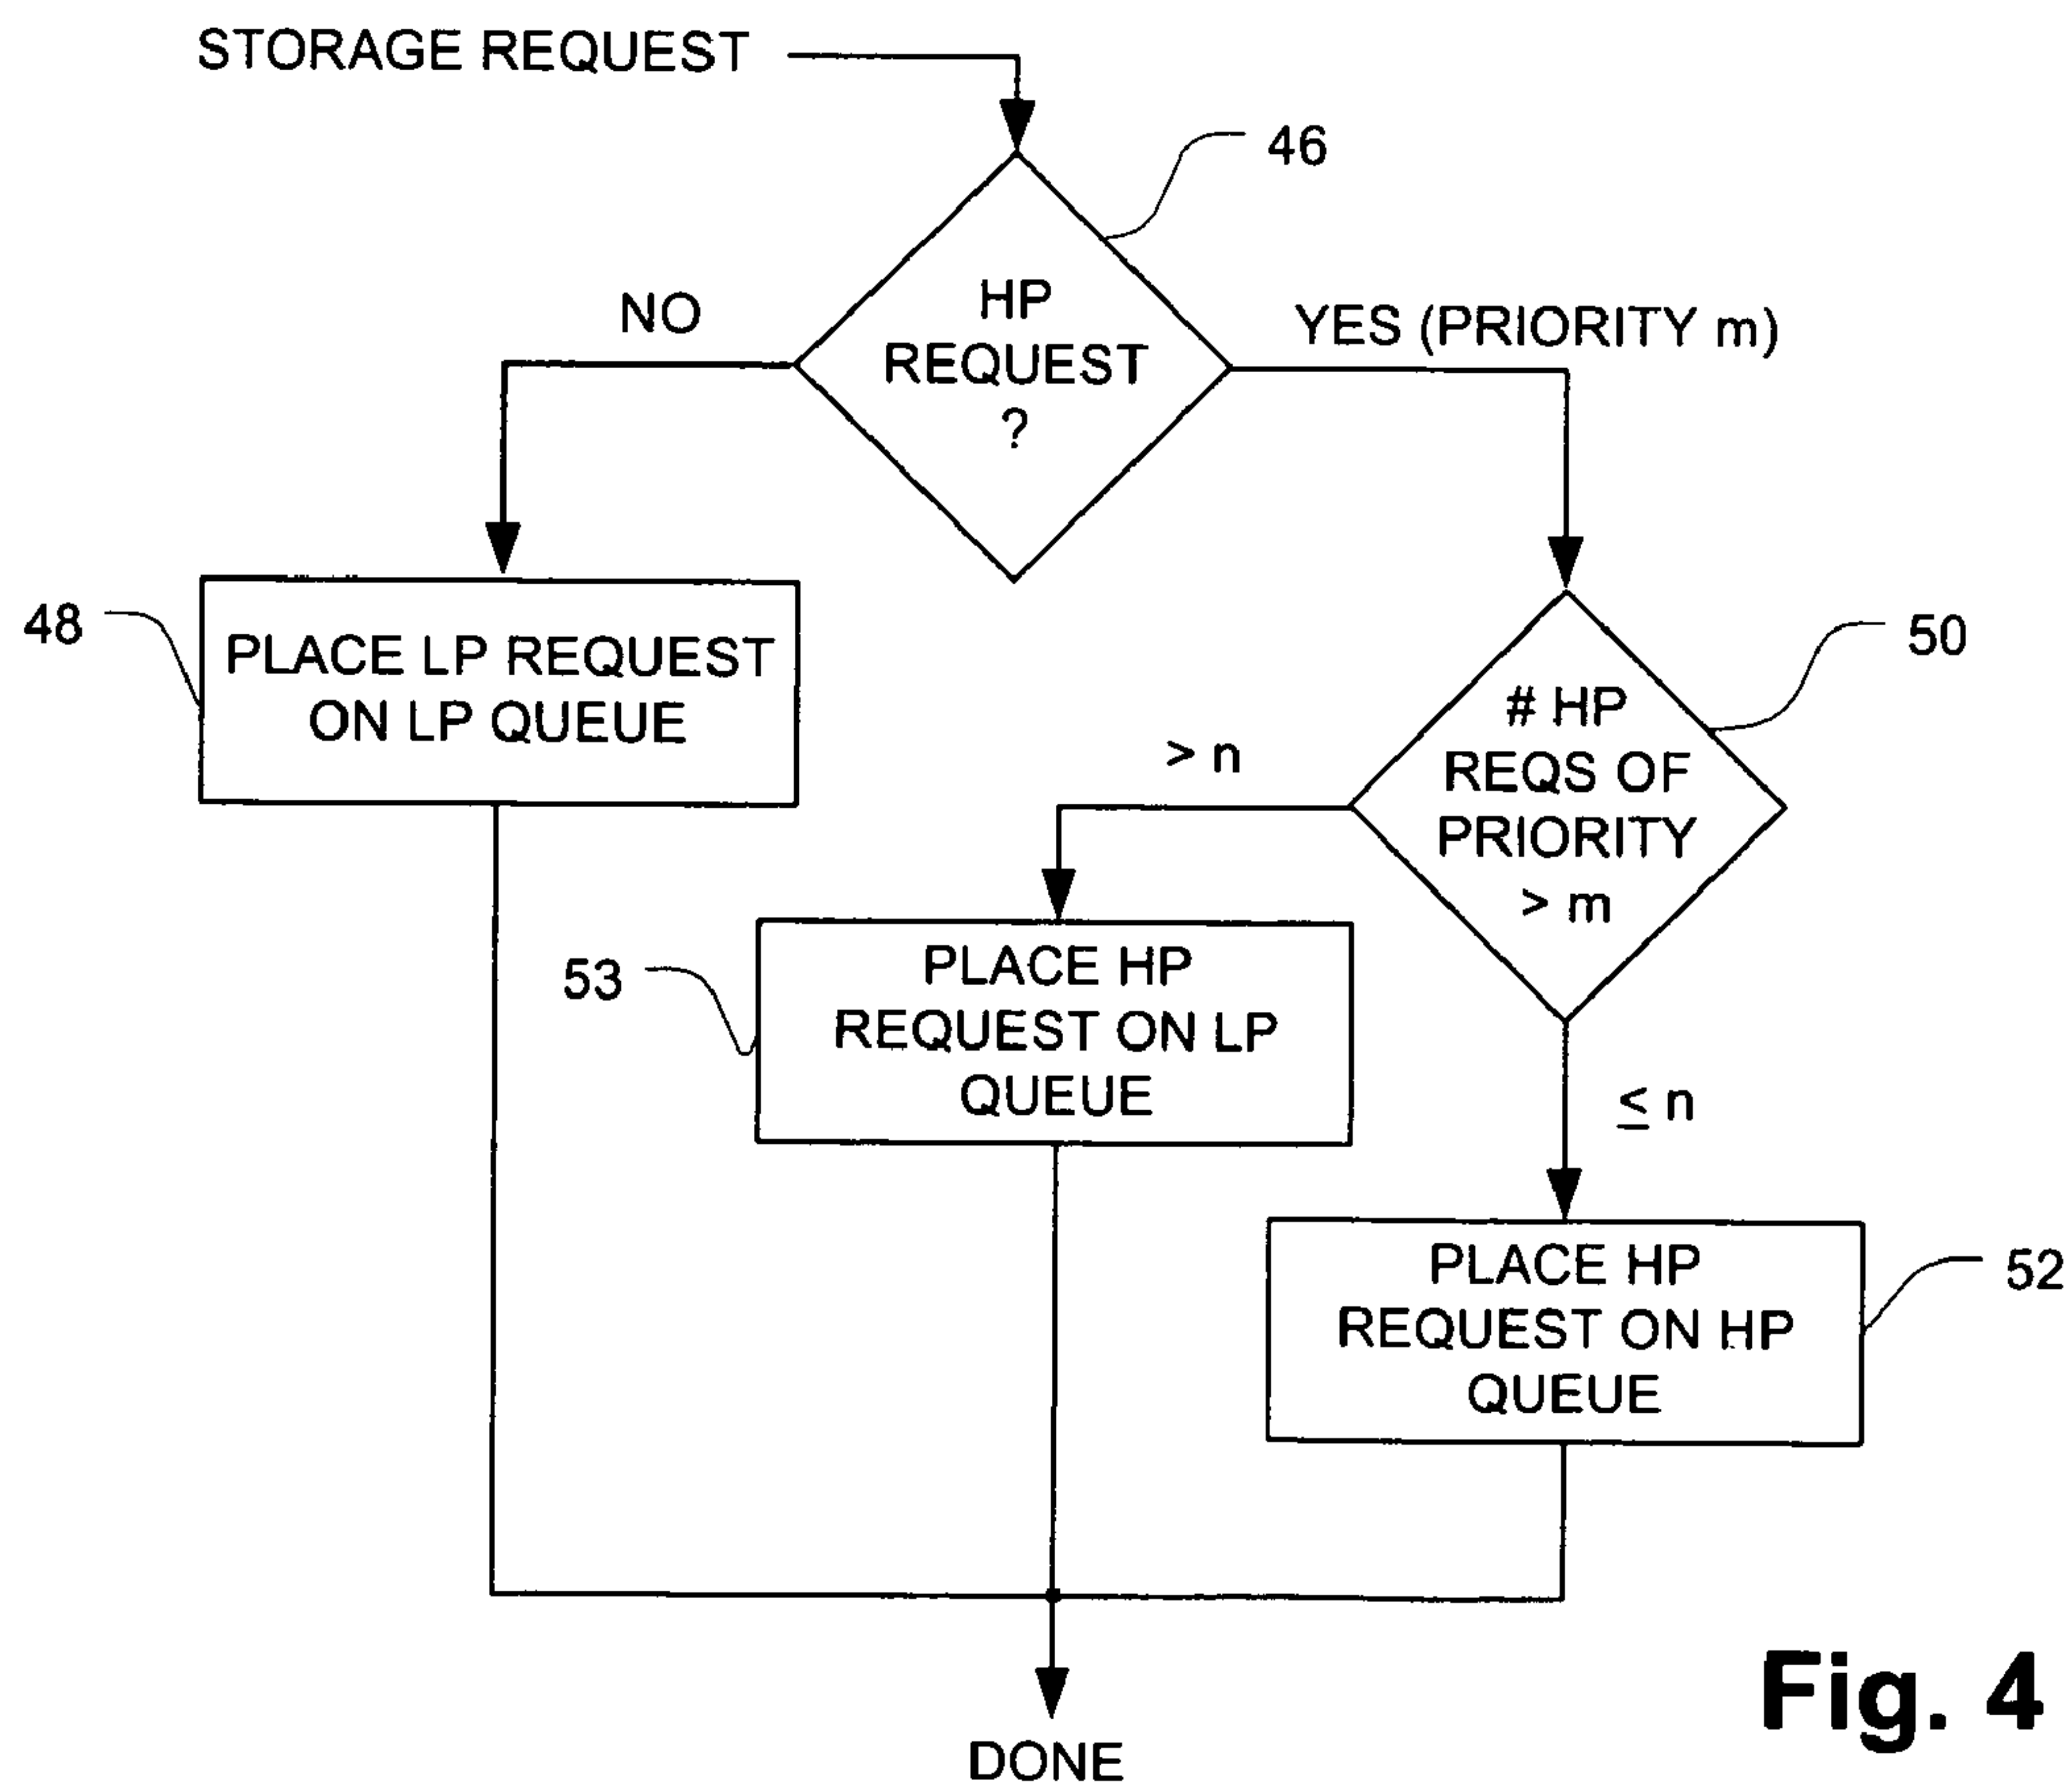 STORAGE REQUEST
46
HP
REQUEST
?
NO
YES (PRIORITY m)
48
PLACE LP REQUEST
ON LP QUEUE
50
# HP
REQS OF
PRIORITY
> m
> n
53
PLACE HP
REQUEST ON LP
QUEUE
≤ n
PLACE HP
REQUEST ON HP
QUEUE
52
DONE
Fig. 4